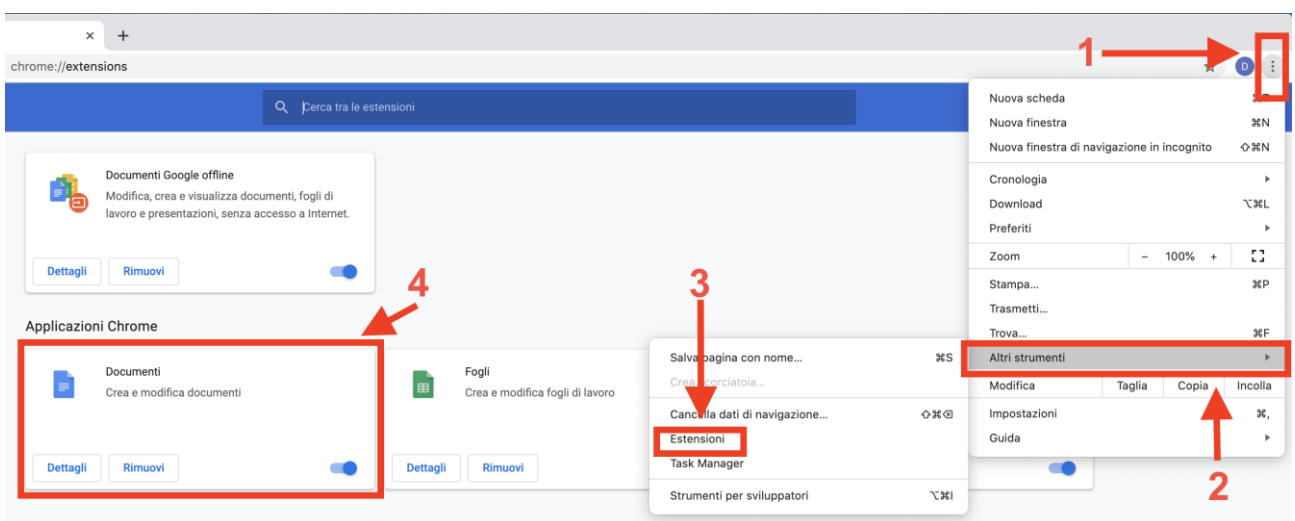 × +
chrome://extensions
1
D
Cerca tra le estensioni
Documenti Google offline
Modifica, crea e visualizza documenti, fogli di
lavoro e presentazioni, senza accesso a Internet.
Dettagli Rimuovi
4
Applicazioni Chrome
Documenti
Crea e modifica documenti
Dettagli Rimuovi
Fogli
Crea e modifica fogli di lavoro
Dettagli Rimuovi
3
Salva pagina con nome... ⌘S
Crea scorciatoia...
Cancella dati di navigazione... ⇧⌘⌫
Estensioni
Task Manager
Strumenti per sviluppatori ⌥⌘I
Nuova scheda
Nuova finestra ⌘N
Nuova finestra di navigazione in incognito ⇧⌘N
Cronologia
Download ⌥⌘L
Preferiti
Zoom – 100% +
Stampa... ⌘P
Trasmetti...
Trova... ⌘F
Altri strumenti
Modifica Taglia Copia Incolla
Impostazioni ⌘,
Guida
2